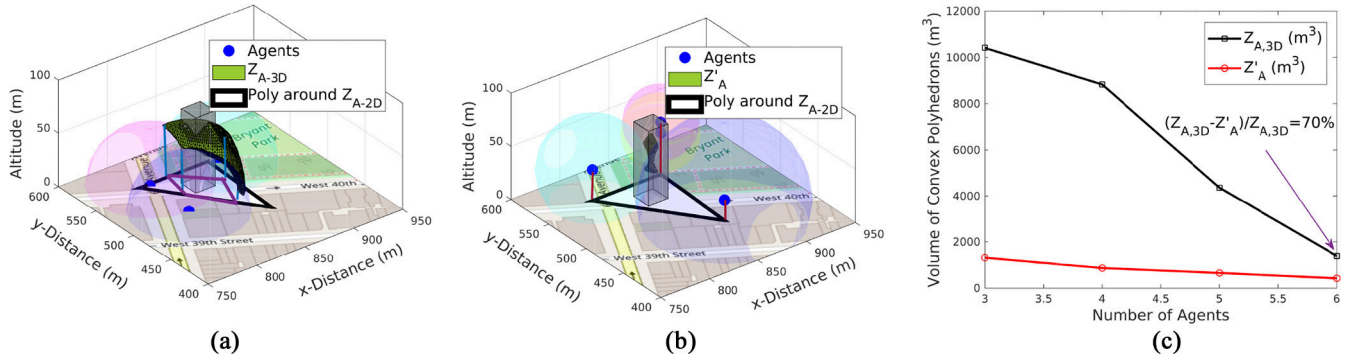 Agents
Z_A-3D
Poly around Z_A-2D
Altitude (m)
100
50
0
600
550
500
450
400
y-Distance (m)
750
800
850
900
950
x-Distance (m)
Bryant
Park
West 40th
West 39th Street
(a)
Agents
Z'_A
Poly around Z_A-2D
Altitude (m)
100
50
0
600
550
500
450
400
y-Distance (m)
750
800
850
900
950
x-Distance (m)
Bryant
Park
West 40th
West 39th Street
(b)
Volume of Convex Polyhedrons (m³)
12000
10000
8000
6000
4000
2000
0
Z_A,3D (m³)
Z'_A (m³)
(Z_A,3D-Z'_A)/Z_A,3D=70%
3
3.5
4
4.5
5
5.5
6
Number of Agents
(c)